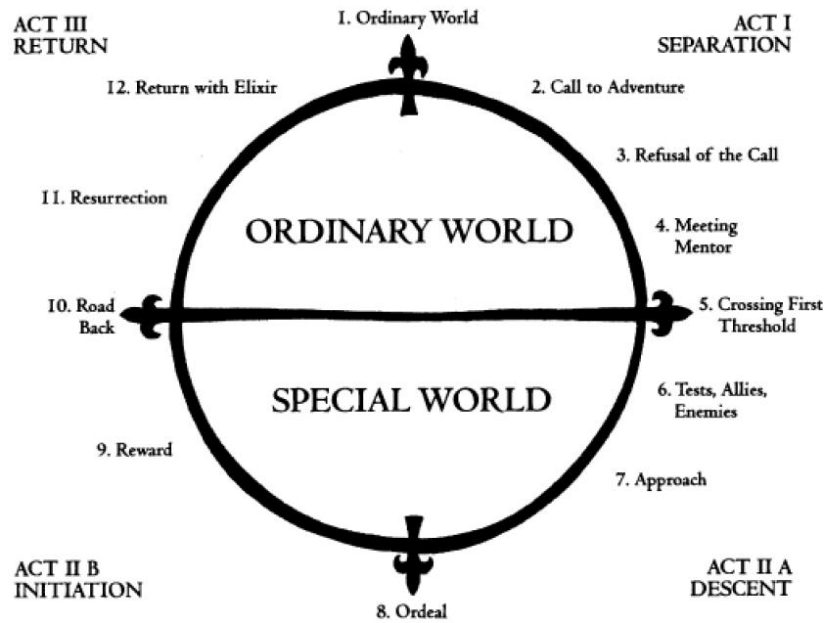 ACT III
RETURN
1. Ordinary World
ACT I
SEPARATION
12. Return with Elixir
2. Call to Adventure
3. Refusal of the Call
11. Resurrection
4. Meeting
Mentor
ORDINARY WORLD
10. Road
Back
5. Crossing First
Threshold
SPECIAL WORLD
6. Tests, Allies,
Enemies
9. Reward
7. Approach
ACT II B
INITIATION
8. Ordeal
ACT II A
DESCENT